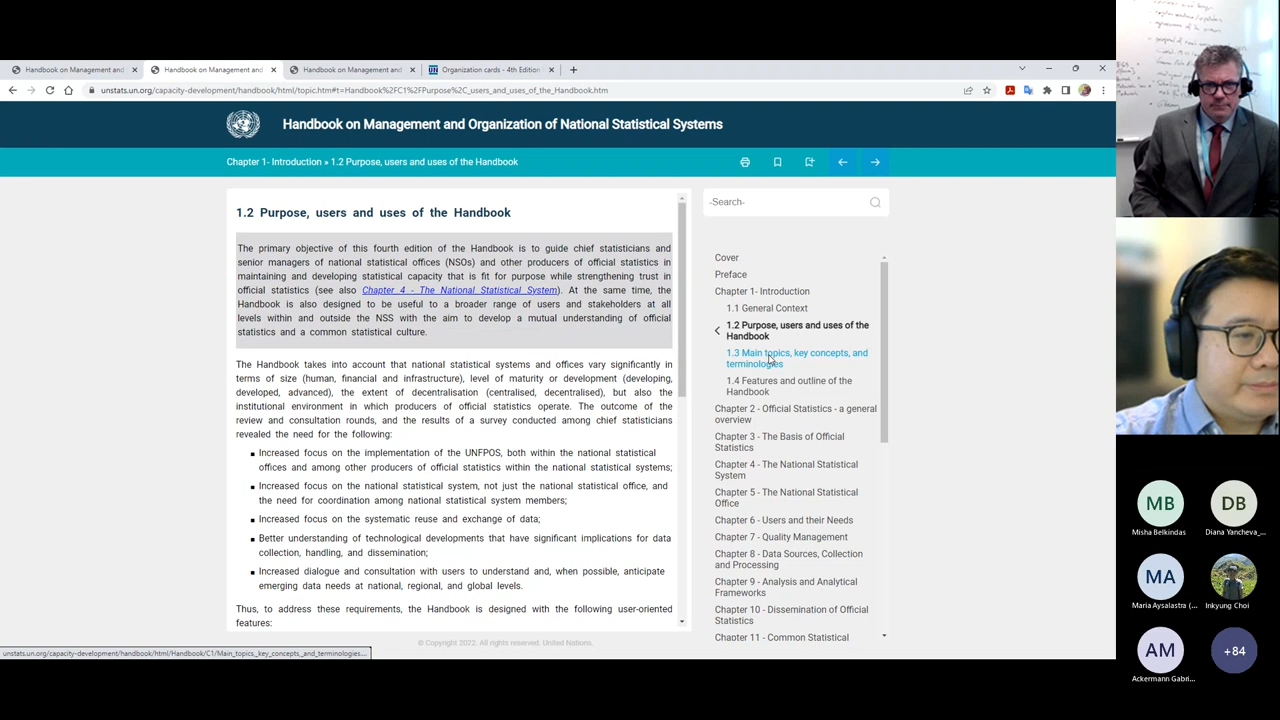 Handbook on Management and
Handbook on Management and
Handbook on Management and
Organization cards - 4th Edition
unstats.un.org/capacity-development/handbook/html/topic.htm#t=Handbook%2FC1%2FPurpose%2C_users_and_uses_of_the_Handbook.htm
Handbook on Management and Organization of National Statistical Systems
Chapter 1- Introduction » 1.2 Purpose, users and uses of the Handbook
1.2 Purpose, users and uses of the Handbook
The primary objective of this fourth edition of the Handbook is to guide chief statisticians and
senior managers of national statistical offices (NSOs) and other producers of official statistics in
maintaining and developing statistical capacity that is fit for purpose while strengthening trust in
official statistics (see also Chapter 4 - The National Statistical System). At the same time, the
Handbook is also designed to be useful to a broader range of users and stakeholders at all
levels within and outside the NSS with the aim to develop a mutual understanding of official
statistics and a common statistical culture.
The Handbook takes into account that national statistical systems and offices vary significantly in
terms of size (human, financial and infrastructure), level of maturity or development (developing,
developed, advanced), the extent of decentralisation (centralised, decentralised), but also the
institutional environment in which producers of official statistics operate. The outcome of the
review and consultation rounds, and the results of a survey conducted among chief statisticians
revealed the need for the following:
▪ Increased focus on the implementation of the UNFPOS, both within the national statistical
offices and among other producers of official statistics within the national statistical systems;
▪ Increased focus on the national statistical system, not just the national statistical office, and
the need for coordination among national statistical system members;
▪ Increased focus on the systematic reuse and exchange of data;
▪ Better understanding of technological developments that have significant implications for data
collection, handling, and dissemination;
▪ Increased dialogue and consultation with users to understand and, when possible, anticipate
emerging data needs at national, regional, and global levels.
Thus, to address these requirements, the Handbook is designed with the following user-oriented
features:
-Search-
Cover
Preface
Chapter 1- Introduction
1.1 General Context
1.2 Purpose, users and uses of the
Handbook
1.3 Main topics, key concepts, and
terminologies
1.4 Features and outline of the
Handbook
Chapter 2 - Official Statistics - a general
overview
Chapter 3 - The Basis of Official
Statistics
Chapter 4 - The National Statistical
System
Chapter 5 - The National Statistical
Office
Chapter 6 - Users and their Needs
Chapter 7 - Quality Management
Chapter 8 - Data Sources, Collection
and Processing
Chapter 9 - Analysis and Analytical
Frameworks
Chapter 10 - Dissemination of Official
Statistics
Chapter 11 - Common Statistical
© Copyright 2022. All rights reserved. United Nations.
unstats.un.org/capacity-development/handbook/html/Handbook/C1/Main_topics_key_concepts_and_terminologies...
MB
Misha Belkindas
DB
Diana Yancheva_...
MA
Maria Aysalastra (...
Inkyung Choi
AM
Ackermann Gabri...
+84